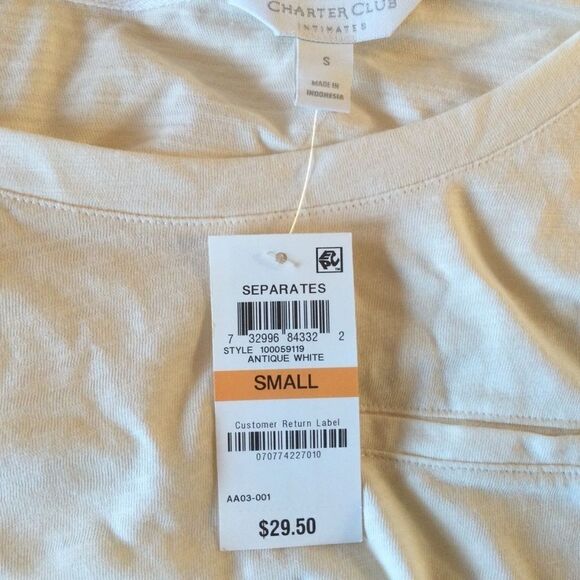 CHARTER CLUB
INTIMATES
S
MADE IN
INDONESIA
SEPARATES
7 32996 84332 2
STYLE 100059119
ANTIQUE WHITE
SMALL
Customer Return Label
070774227010
AA03-001
$29.50